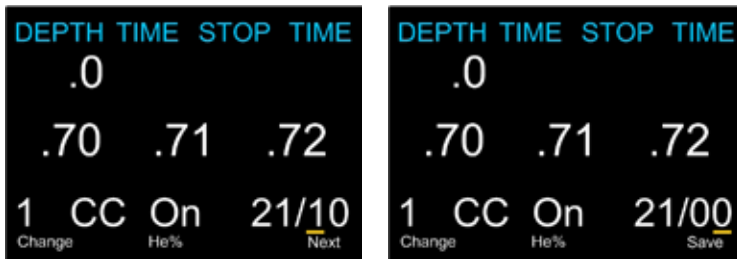 DEPTH TIME STOP TIME
.0
.70 .71 .72
1 CC On 21/10
Change He% Next
DEPTH TIME STOP TIME
.0
.70 .71 .72
1 CC On 21/00
Change He% Save